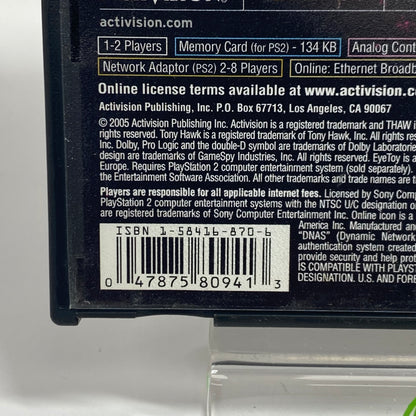 activision.com
1-2 Players Memory Card (for PS2) - 134 KB Analog Cont
Network Adaptor (PS2) 2-8 Players Online: Ethernet Broadb
Online license terms available at www.activision.co
Activision Publishing, Inc. P.O. Box 67713, Los Angeles, CA 90067
© 2005 Activision Publishing Inc. Activision is a registered trademark and THAW i
rights reserved. Tony Hawk is a registered trademark of Tony Hawk, Inc. All rights
Inc. Dolby, Pro Logic and the double-D symbol are trademarks of Dolby Laboratori
design are trademarks of GameSpy Industries, Inc. All rights reserved. EyeToy is a
Europe. Requires PlayStation 2 computer entertainment system (sold separately).
the Entertainment Software Association. All other trademarks and trade names are t
Players are responsible for all applicable internet fees. Licensed by Sony Comp
PlayStation 2 computer entertainment systems with the NTSC U/C designation o
are registered trademarks of Sony Computer Entertainment Inc. Online icon is a
America Inc. Manufactured and
"DNAS" (Dynamic Network
authentication system created
provide security and help prot
IS COMPATIBLE WITH PLAYST
DESIGNATION. U.S. AND FORE
ISBN 1-58416-870-6
0 47875 80941 3